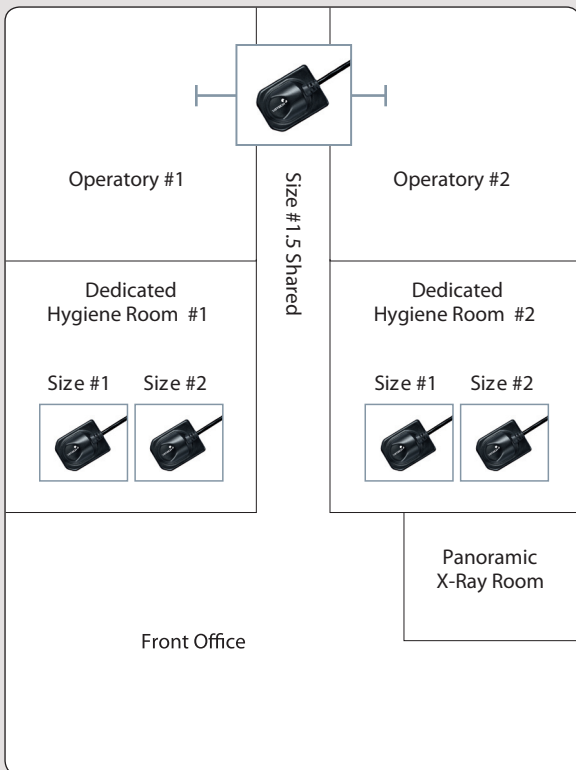 Operatory #1
Size #1.5 Shared
Operatory #2
Dedicated
Hygiene Room #1
Size #1 Size #2
Dedicated
Hygiene Room #2
Size #1 Size #2
Panoramic
X-Ray Room
Front Office